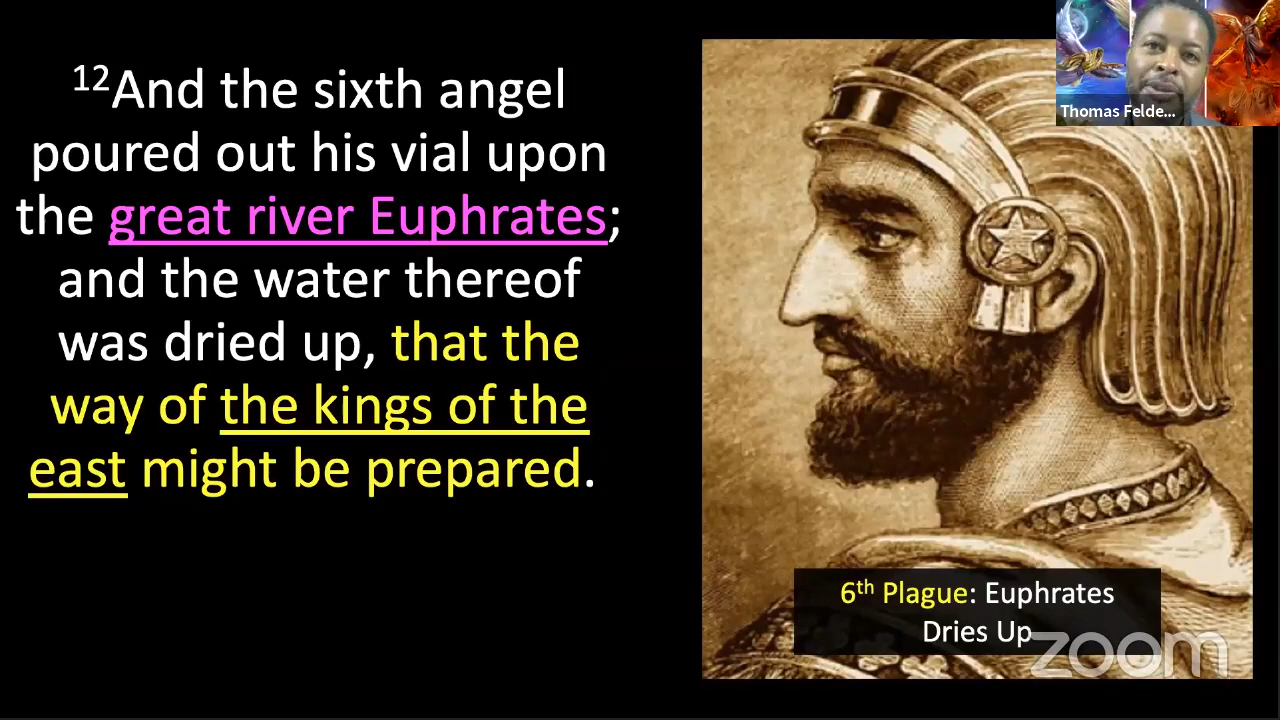 12And the sixth angel
poured out his vial upon
the great river Euphrates;
and the water thereof
was dried up, that the
way of the kings of the
east might be prepared.
Thomas Felde...
6th Plague: Euphrates
Dries Up
zoom